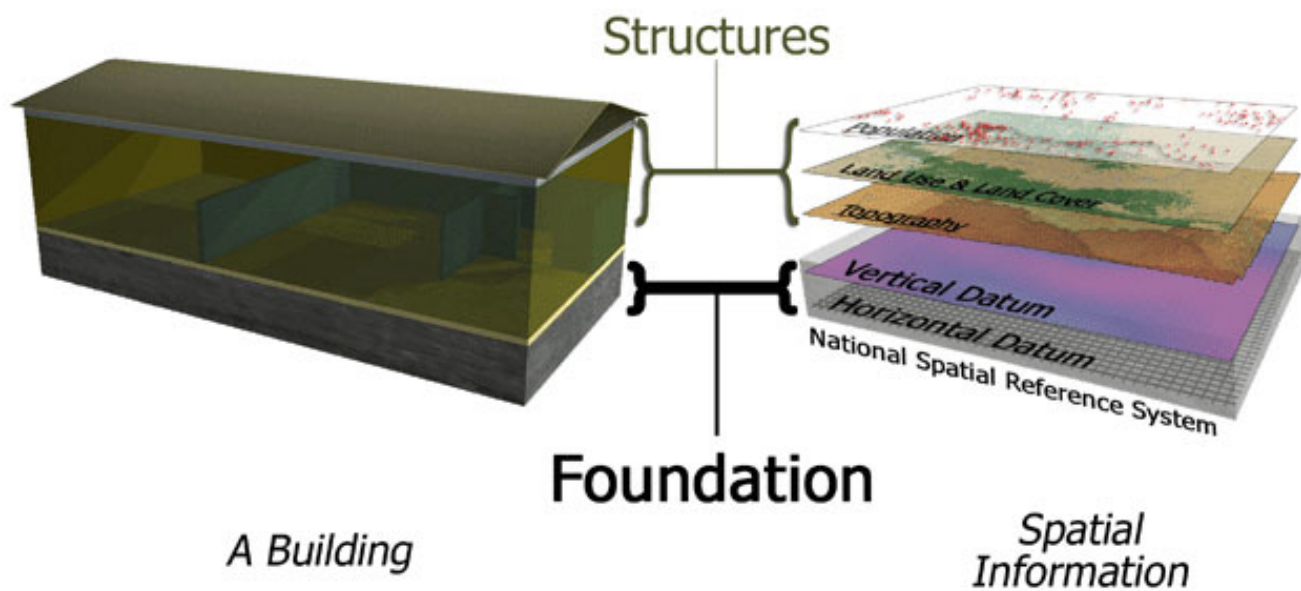 Structures
Population
Land Use & Land Cover
Topography
Vertical Datum
Horizontal Datum
National Spatial Reference System
Foundation
A Building
Spatial
Information